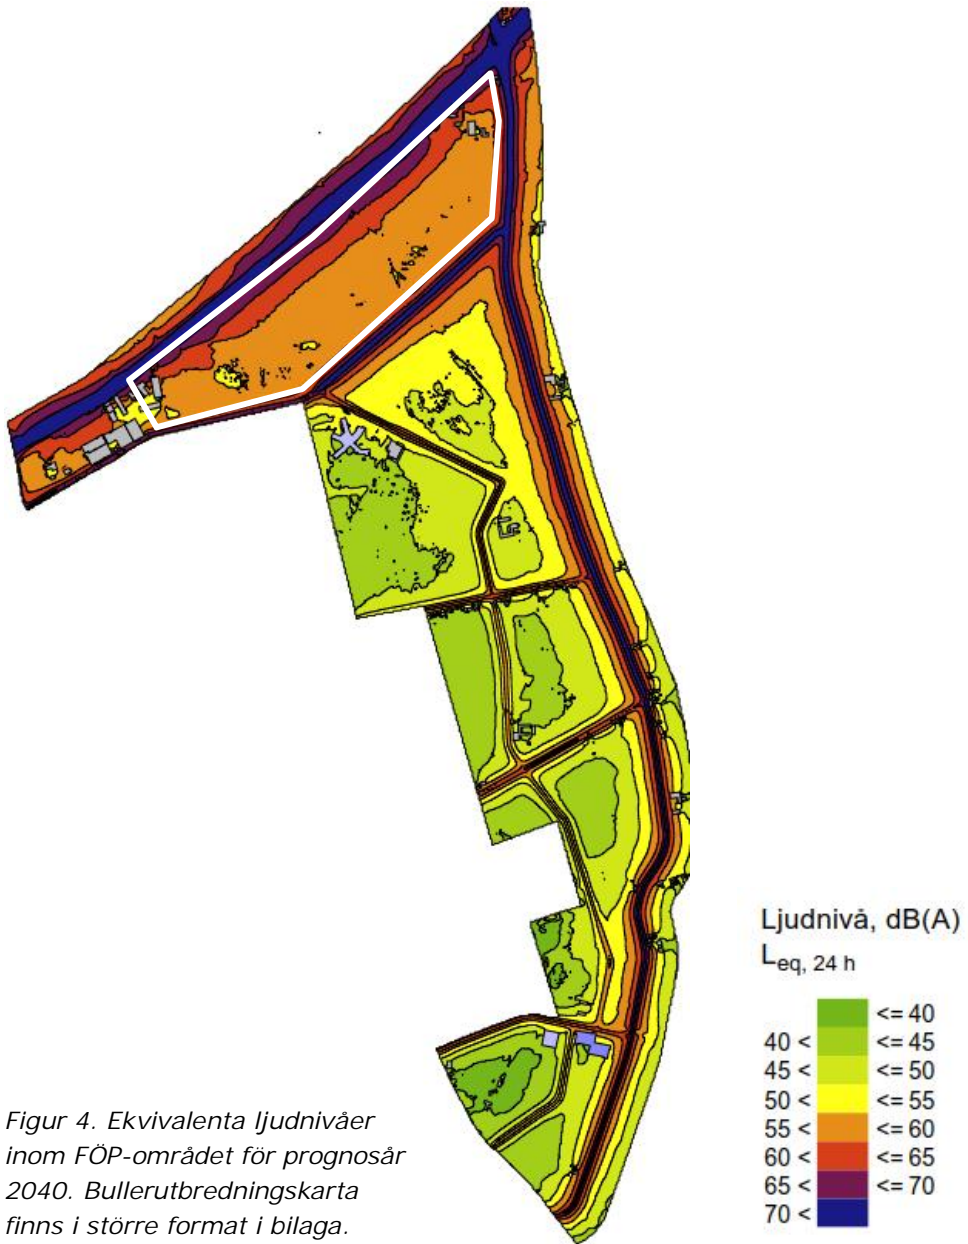 Ljudnivå, dB(A)
Leq, 24 h
<= 40
40 < <= 45
45 < <= 50
50 < <= 55
55 < <= 60
60 < <= 65
65 < <= 70
70 <
Figur 4. Ekvivalenta ljudnivåer
inom FÖP-området för prognosår
2040. Bullerutbredningskarta
finns i större format i bilaga.